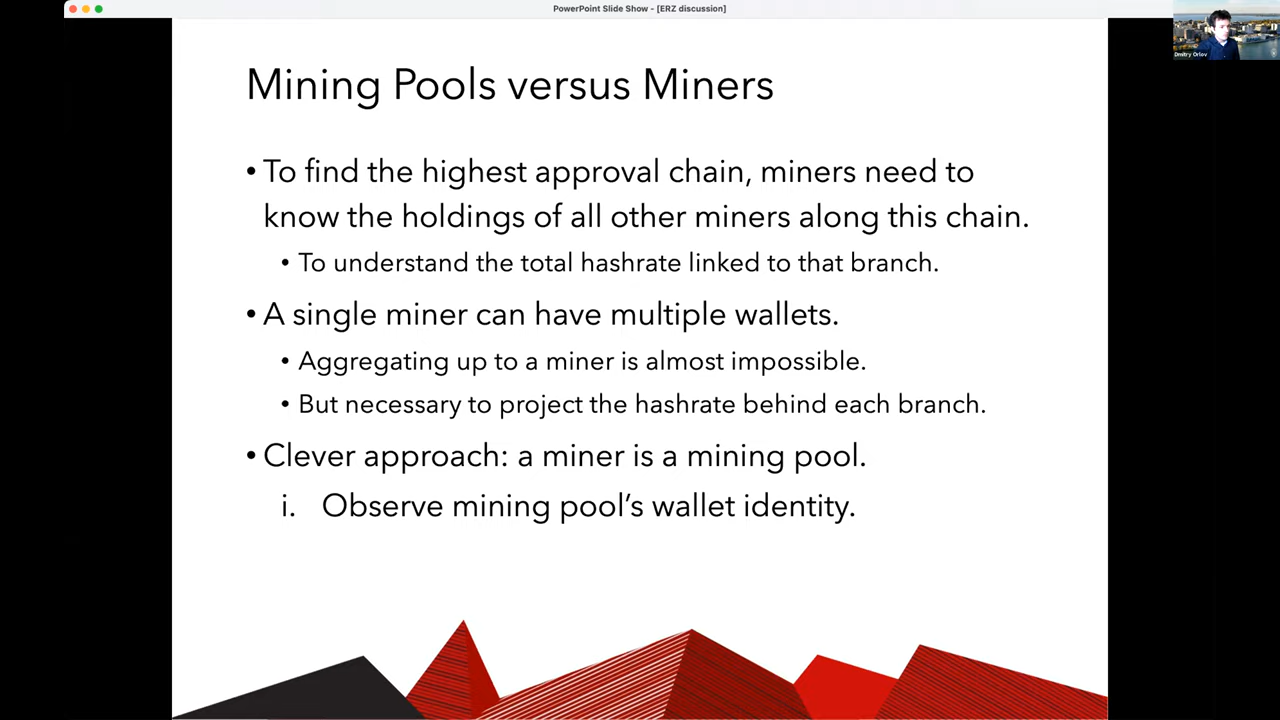 PowerPoint Slide Show - [ERZ discussion]
Dmitry Orlov
Mining Pools versus Miners
• To find the highest approval chain, miners need to
know the holdings of all other miners along this chain.
• To understand the total hashrate linked to that branch.
• A single miner can have multiple wallets.
• Aggregating up to a miner is almost impossible.
• But necessary to project the hashrate behind each branch.
• Clever approach: a miner is a mining pool.
i. Observe mining pool's wallet identity.